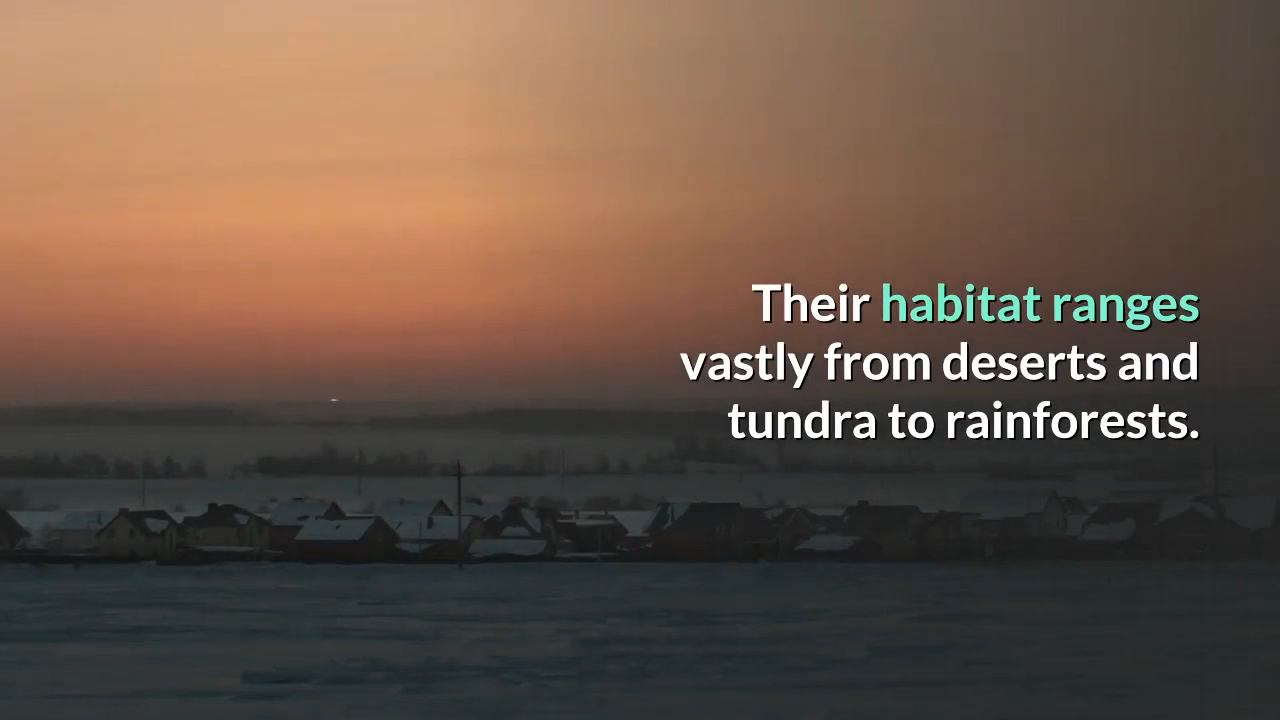 Their habitat ranges
vastly from deserts and
tundra to rainforests.